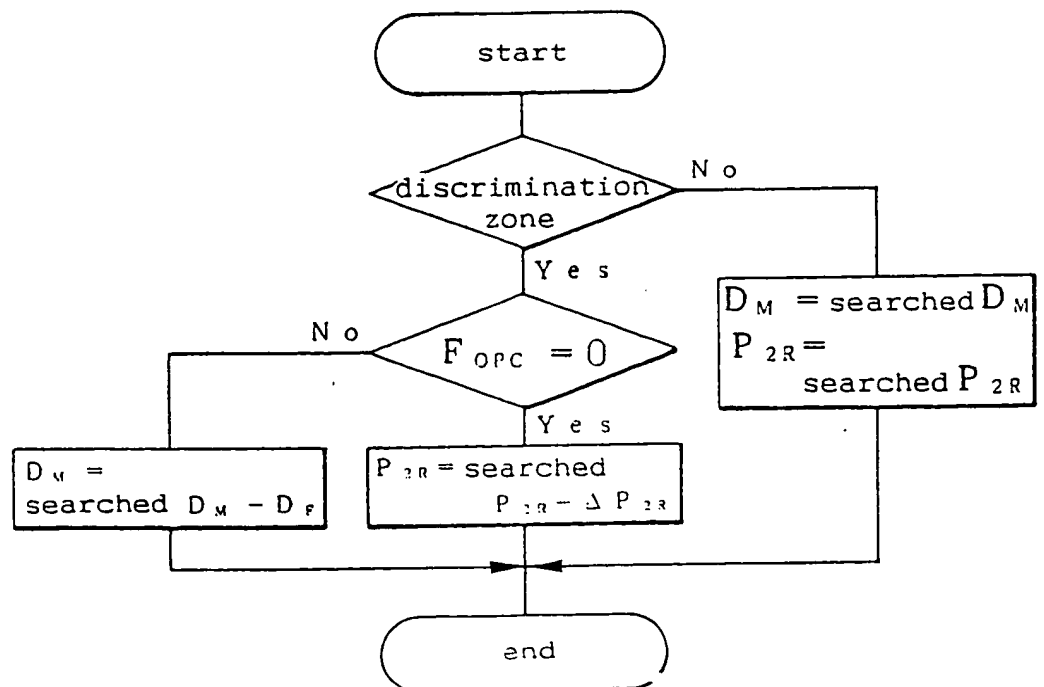 start
discrimination
zone
No
Yes
F OPC = 0
No
Yes
D M = searched D M
P 2R =
searched P 2R
D M =
searched D M - D F
P 2R = searched
P 2R - Δ P 2R
end